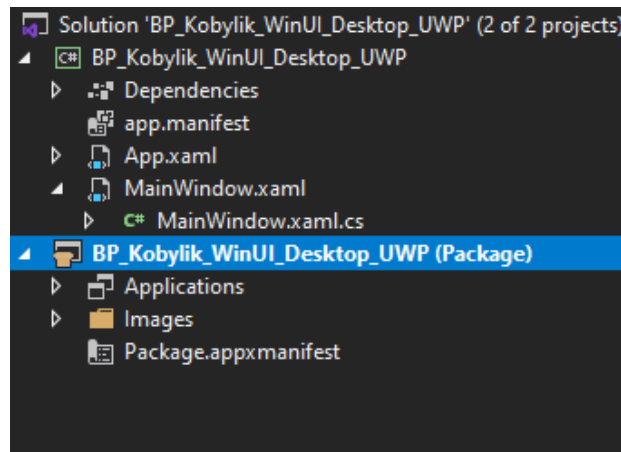 Solution 'BP_Kobylik_WinUI_Desktop_UWP' (2 of 2 projects)
C# BP_Kobylik_WinUI_Desktop_UWP
Dependencies
app.manifest
App.xaml
MainWindow.xaml
C# MainWindow.xaml.cs
BP_Kobylik_WinUI_Desktop_UWP (Package)
Applications
Images
Package.appxmanifest